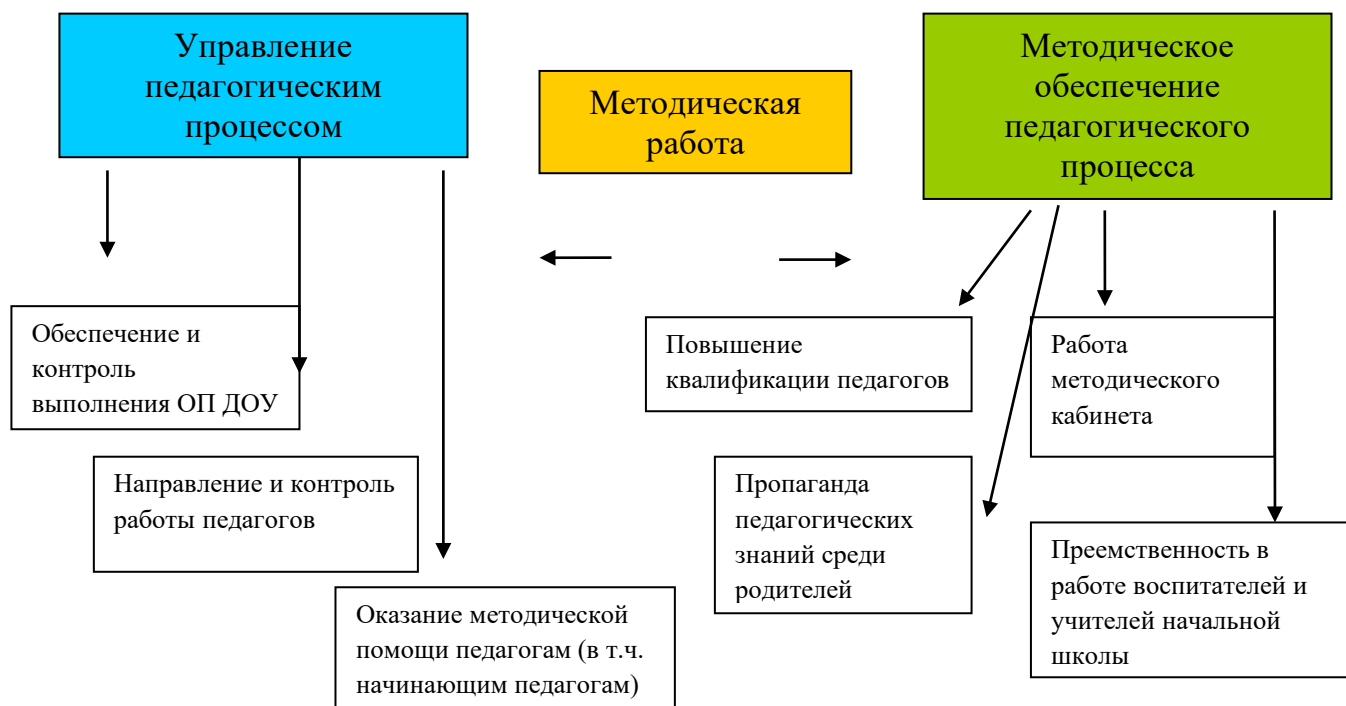 Управление
педагогическим
процессом
Методическая
работа
Методическое
обеспечение
педагогического
процесса
Обеспечение и
контроль
выполнения ОП ДОУ
Повышение
квалификации педагогов
Работа
методического
кабинета
Направление и контроль
работы педагогов
Пропаганда
педагогических
знаний среди
родителей
Преемственность в
работе воспитателей и
учителей начальной
школы
Оказание методической
помощи педагогам (в т.ч.
начинающим педагогам)